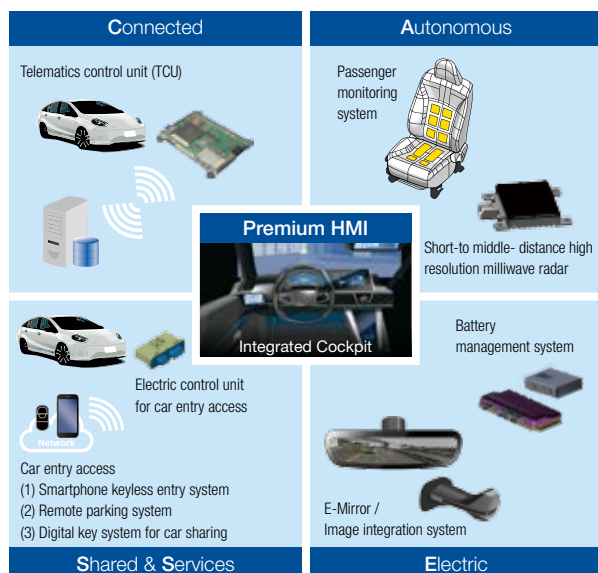 Connected
Telematics control unit (TCU)
Autonomous
Passenger
monitoring
system
Short-to middle- distance high
resolution milliwave radar
Premium HMI
Integrated Cockpit
Electric control unit
for car entry access
Network
Car entry access
(1) Smartphone keyless entry system
(2) Remote parking system
(3) Digital key system for car sharing
Shared & Services
Battery
management system
E-Mirror /
Image integration system
Electric